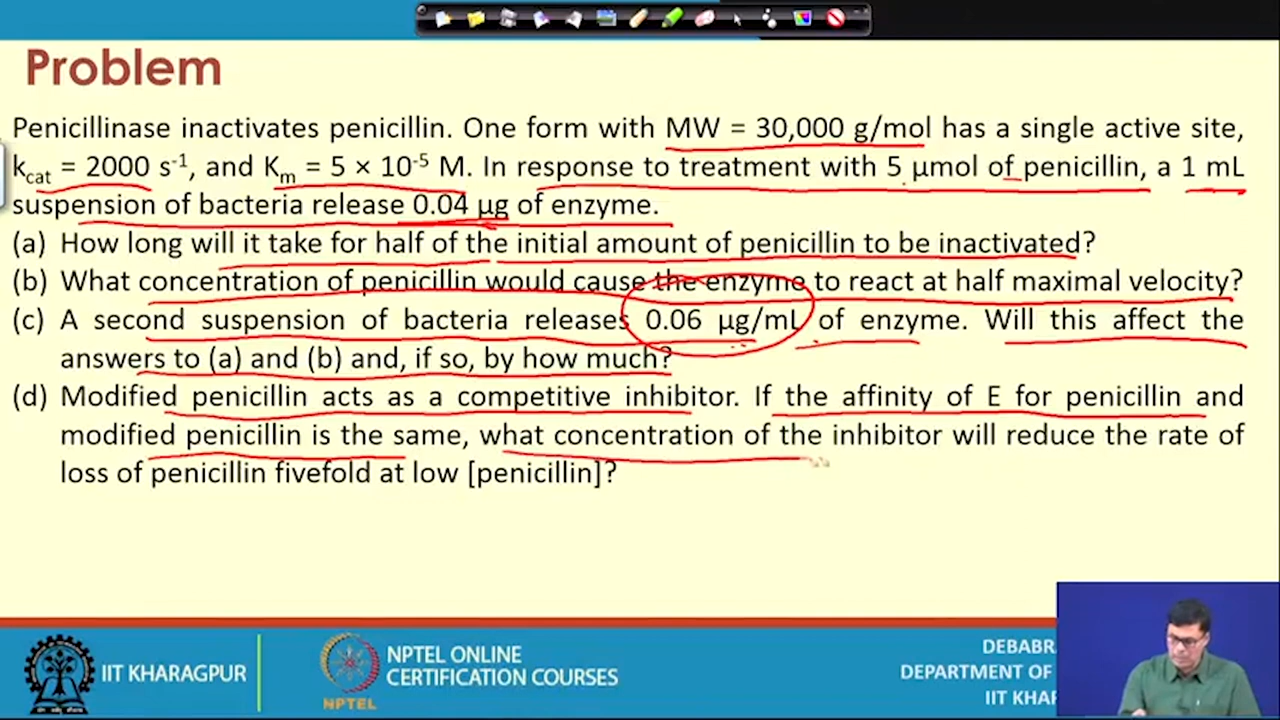 Problem
Penicillinase inactivates penicillin. One form with MW = 30,000 g/mol has a single active site,
k_cat = 2000 s⁻¹, and K_m = 5 × 10⁻⁵ M. In response to treatment with 5 μmol of penicillin, a 1 mL
suspension of bacteria release 0.04 μg of enzyme.
(a) How long will it take for half of the initial amount of penicillin to be inactivated?
(b) What concentration of penicillin would cause the enzyme to react at half maximal velocity?
(c) A second suspension of bacteria releases 0.06 μg/mL of enzyme. Will this affect the
answers to (a) and (b) and, if so, by how much?
(d) Modified penicillin acts as a competitive inhibitor. If the affinity of E for penicillin and
modified penicillin is the same, what concentration of the inhibitor will reduce the rate of
loss of penicillin fivefold at low [penicillin]?
IIT KHARAGPUR
NPTEL
NPTEL ONLINE
CERTIFICATION COURSES
DEBABR
DEPARTMENT OF
IIT KHAR